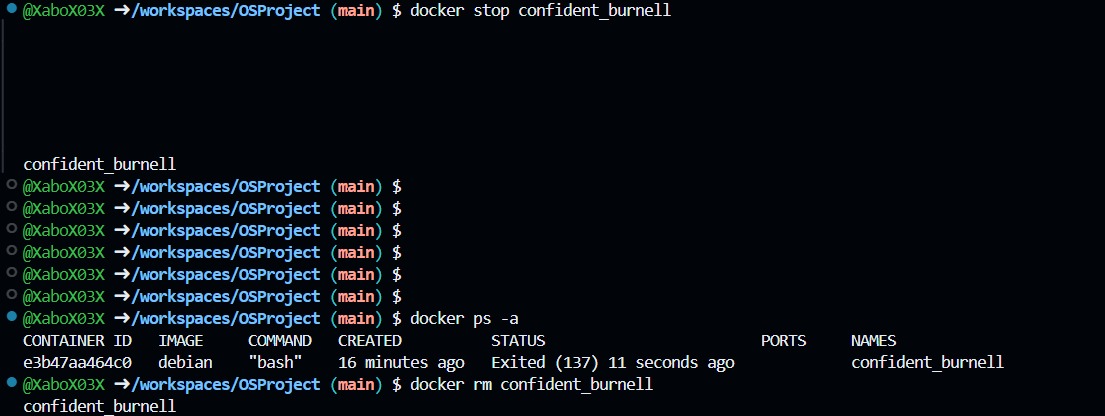 @XaboX03X ➜/workspaces/OSProject (main) $ docker stop confident_burnell
confident_burnell
@XaboX03X ➜/workspaces/OSProject (main) $
@XaboX03X ➜/workspaces/OSProject (main) $
@XaboX03X ➜/workspaces/OSProject (main) $
@XaboX03X ➜/workspaces/OSProject (main) $
@XaboX03X ➜/workspaces/OSProject (main) $
@XaboX03X ➜/workspaces/OSProject (main) $
@XaboX03X ➜/workspaces/OSProject (main) $ docker ps -a
CONTAINER ID   IMAGE     COMMAND   CREATED          STATUS                        PORTS     NAMES
e3b47aa464c0   debian    "bash"    16 minutes ago   Exited (137) 11 seconds ago             confident_burnell
@XaboX03X ➜/workspaces/OSProject (main) $ docker rm confident_burnell
confident_burnell